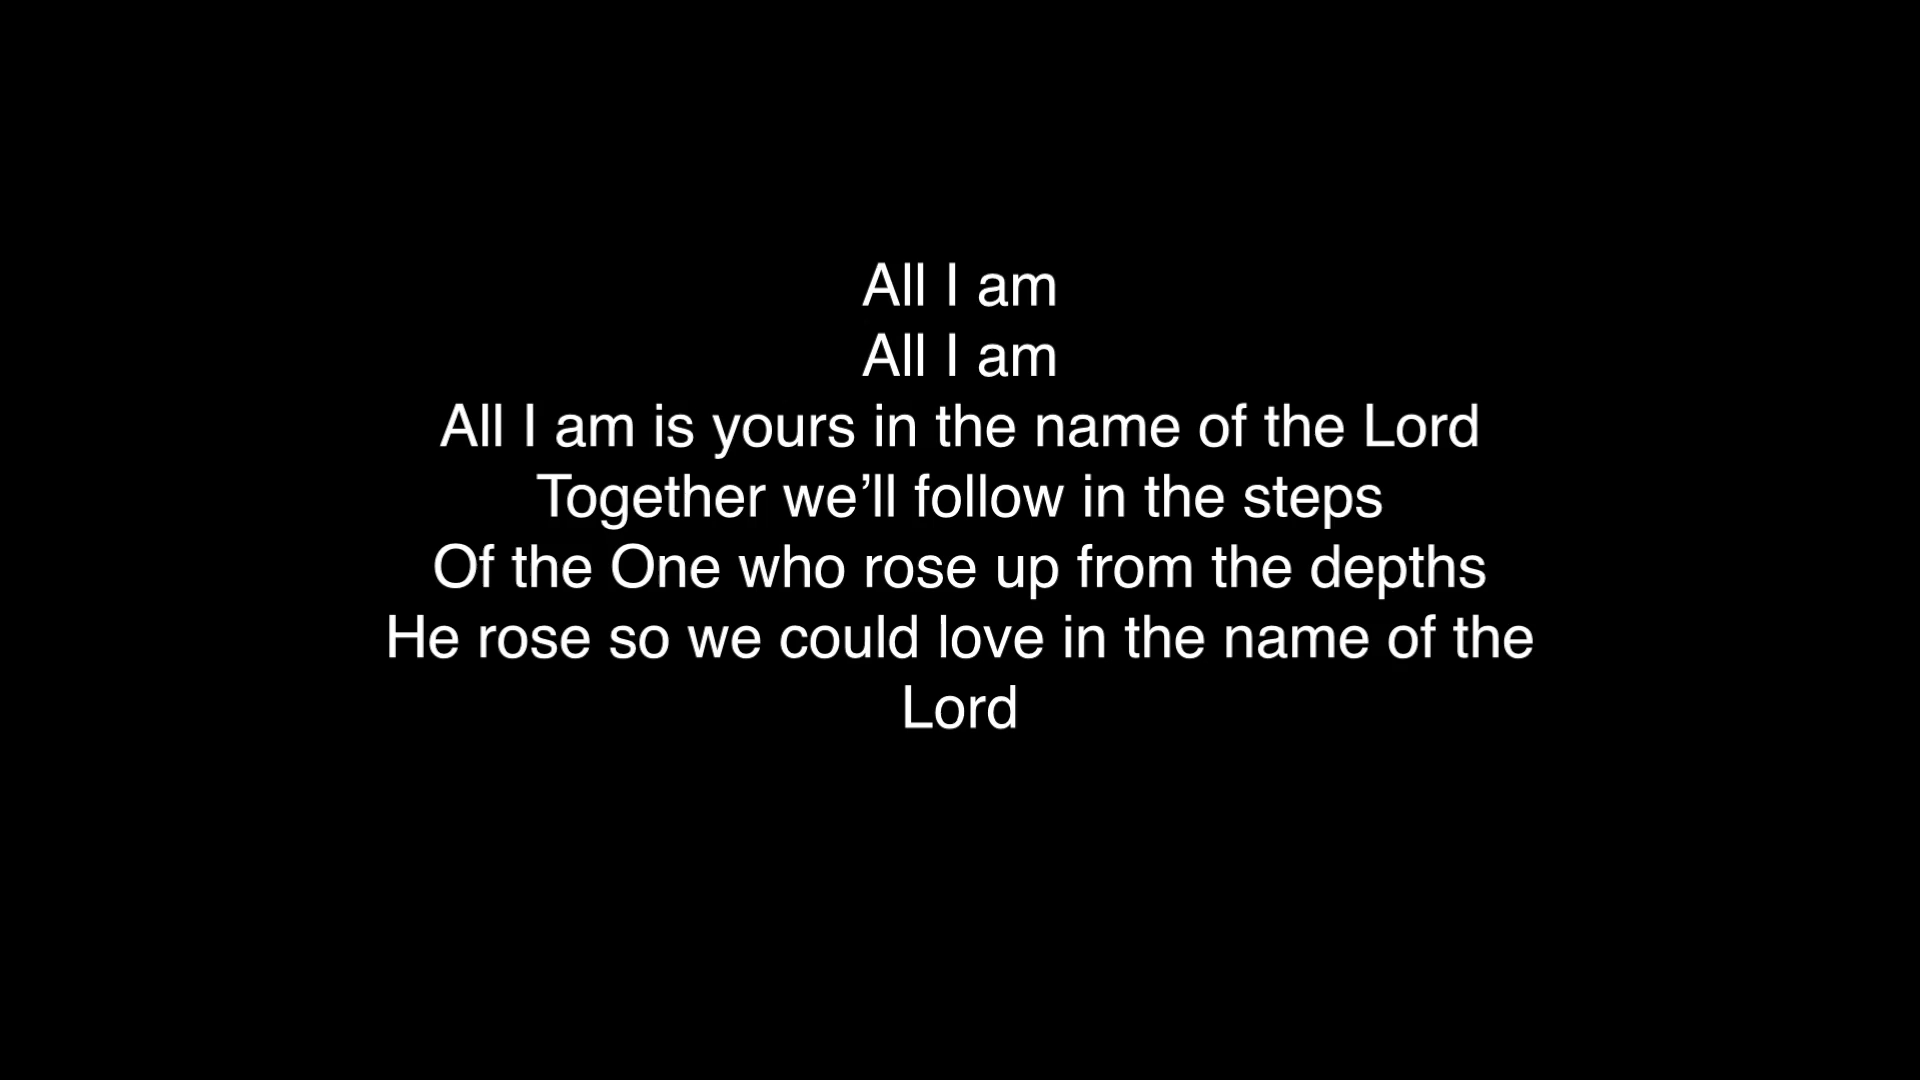 All I am
All I am
All I am is yours in the name of the Lord
Together we’ll follow in the steps
Of the One who rose up from the depths
He rose so we could love in the name of the
Lord